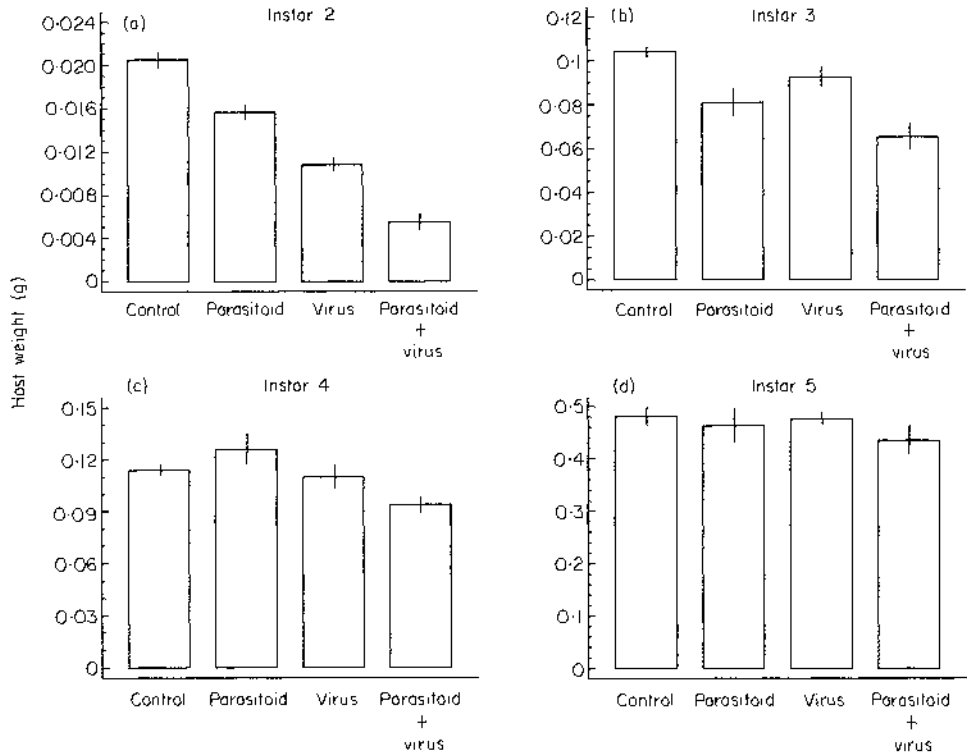 Host weight (g)
(a) Instar 2
0·024
0·020
0·016
0·012
0·008
0·004
0
Control Parasitoid Virus Parasitoid
+
virus
(b) Instar 3
0·12
0·1
0·08
0·06
0·04
0·02
0
Control Parasitoid Virus Parasitoid
+
virus
(c) Instar 4
0·15
0·12
0·09
0·06
0·03
0
Control Parasitoid Virus Parasitoid
+
virus
(d) Instar 5
0·5
0·4
0·3
0·2
0·1
0
Control Parasitoid Virus Parasitoid
+
virus